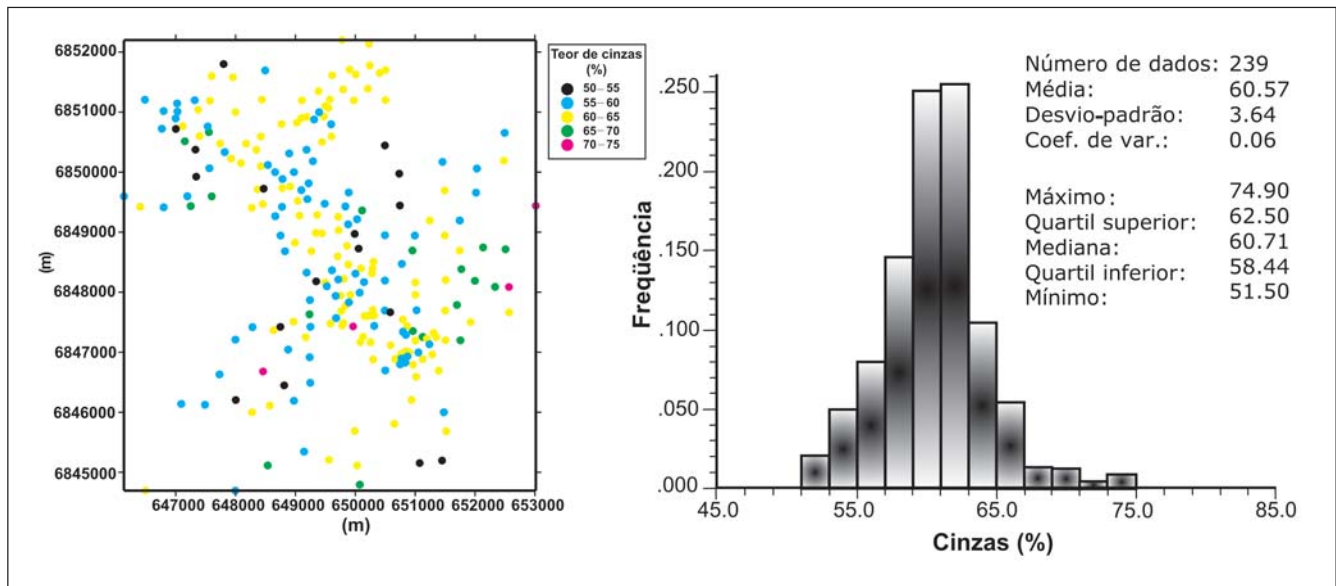 6852000
6851000
6850000
6849000
6848000
6847000
6846000
6845000
(m)
647000 648000 649000 650000 651000 652000 653000
(m)
Teor de cinzas
(%)
50–55
55–60
60–65
65–70
70–75
Freqüência
.250
.200
.150
.100
.050
.000
45.0 55.0 65.0 75.0 85.0
Cinzas (%)
Número de dados: 239
Média: 60.57
Desvio-padrão: 3.64
Coef. de var.: 0.06
Máximo: 74.90
Quartil superior: 62.50
Mediana: 60.71
Quartil inferior: 58.44
Mínimo: 51.50